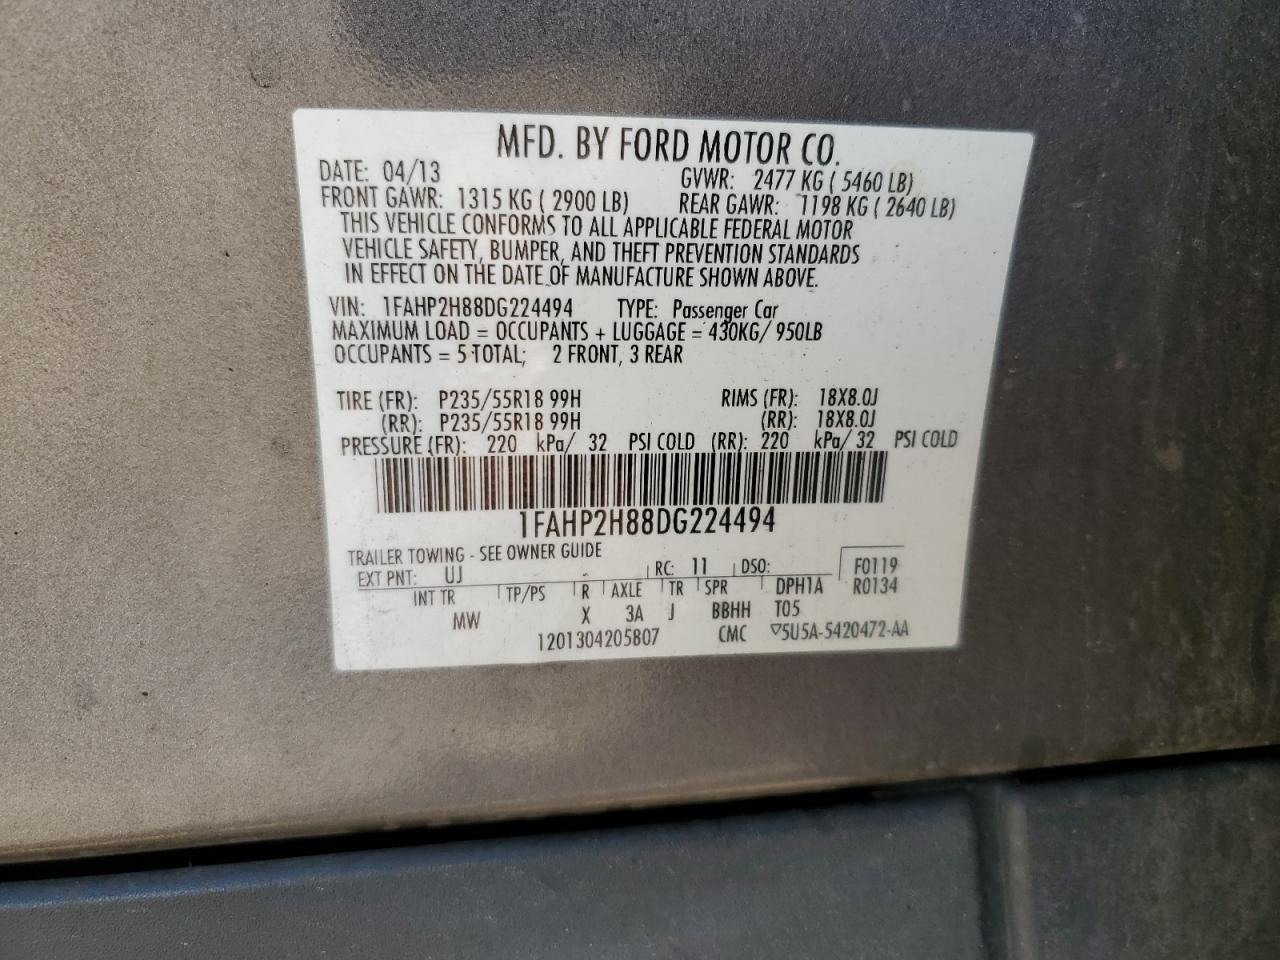 MFD. BY FORD MOTOR CO.
DATE: 04/13 GVWR: 2477 KG ( 5460 LB)
FRONT GAWR: 1315 KG ( 2900 LB) REAR GAWR: 1198 KG ( 2640 LB)
THIS VEHICLE CONFORMS TO ALL APPLICABLE FEDERAL MOTOR
VEHICLE SAFETY, BUMPER, AND THEFT PREVENTION STANDARDS
IN EFFECT ON THE DATE OF MANUFACTURE SHOWN ABOVE.
VIN: 1FAHP2H88DG224494 TYPE: Passenger Car
MAXIMUM LOAD = OCCUPANTS + LUGGAGE = 430KG/ 950LB
OCCUPANTS = 5 TOTAL; 2 FRONT, 3 REAR
TIRE (FR): P235/55R18 99H RIMS (FR): 18X8.0J
(RR): P235/55R18 99H (RR): 18X8.0J
PRESSURE (FR): 220 kPa/ 32 PSI COLD (RR): 220 kPa/ 32 PSI COLD
1FAHP2H88DG224494
TRAILER TOWING - SEE OWNER GUIDE
EXT PNT: UJ RC: 11 DSO: F0119
INT TR TP/PS R AXLE TR SPR DPH1A R0134
MW X 3A J BBHH T05
1201304205807 CMC ▽5U5A-5420472-AA